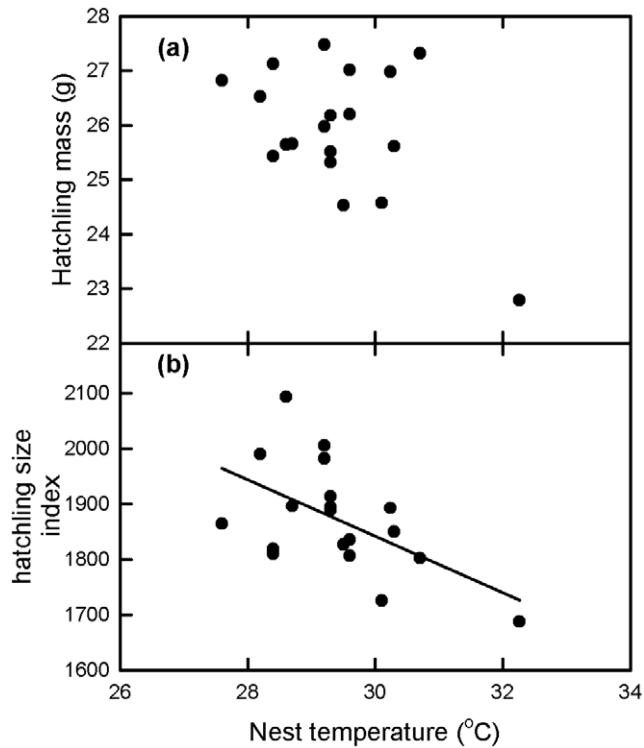 28
27
26
25
24
23
22
(a)
Hatchling mass (g)
(b)
2100
2000
1900
1800
1700
1600
hatchling size
index
26 28 30 32 34
Nest temperature (°C)